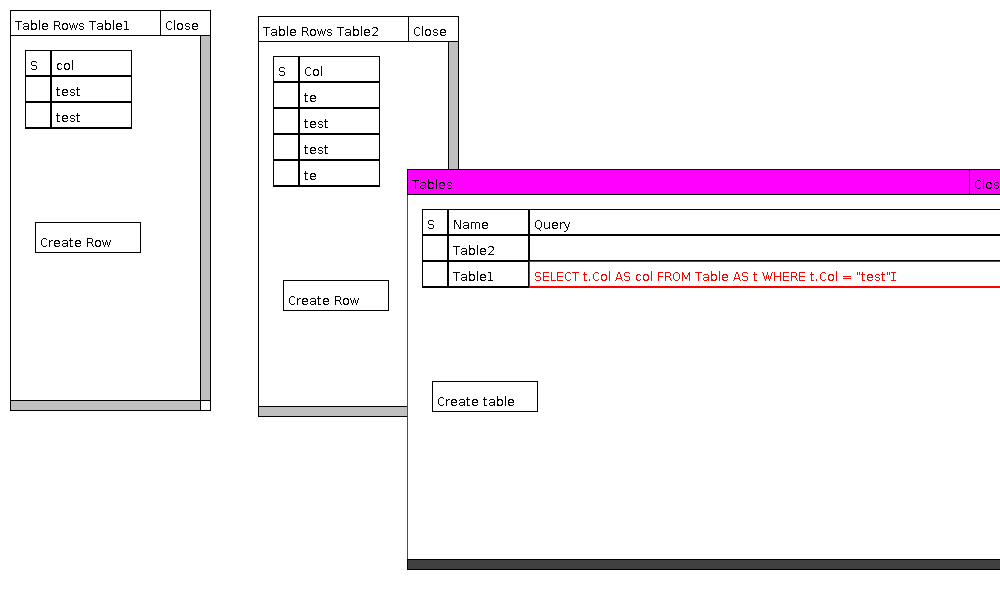 Table Rows Table1 Close
S col
test
test
Create Row
Table Rows Table2 Close
S Col
te
test
test
te
Create Row
Tables Clos
S Name Query
Table2
Table1 SELECT t.Col AS col FROM Table AS t WHERE t.Col = "test"I
Create table